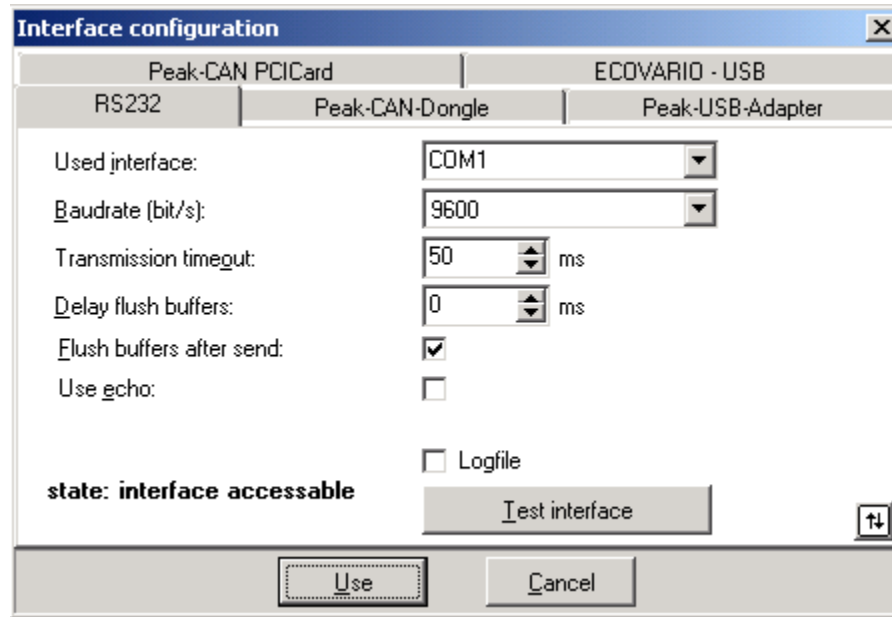 Interface configuration
Peak-CAN PCICard ECOVARIO - USB
RS232 Peak-CAN-Dongle Peak-USB-Adapter
Used interface: COM1
Baudrate (bit/s): 9600
Transmission timeout: 50 ms
Delay flush buffers: 0 ms
Flush buffers after send:
Use echo:
Logfile
state: interface accessable
Test interface
Use Cancel